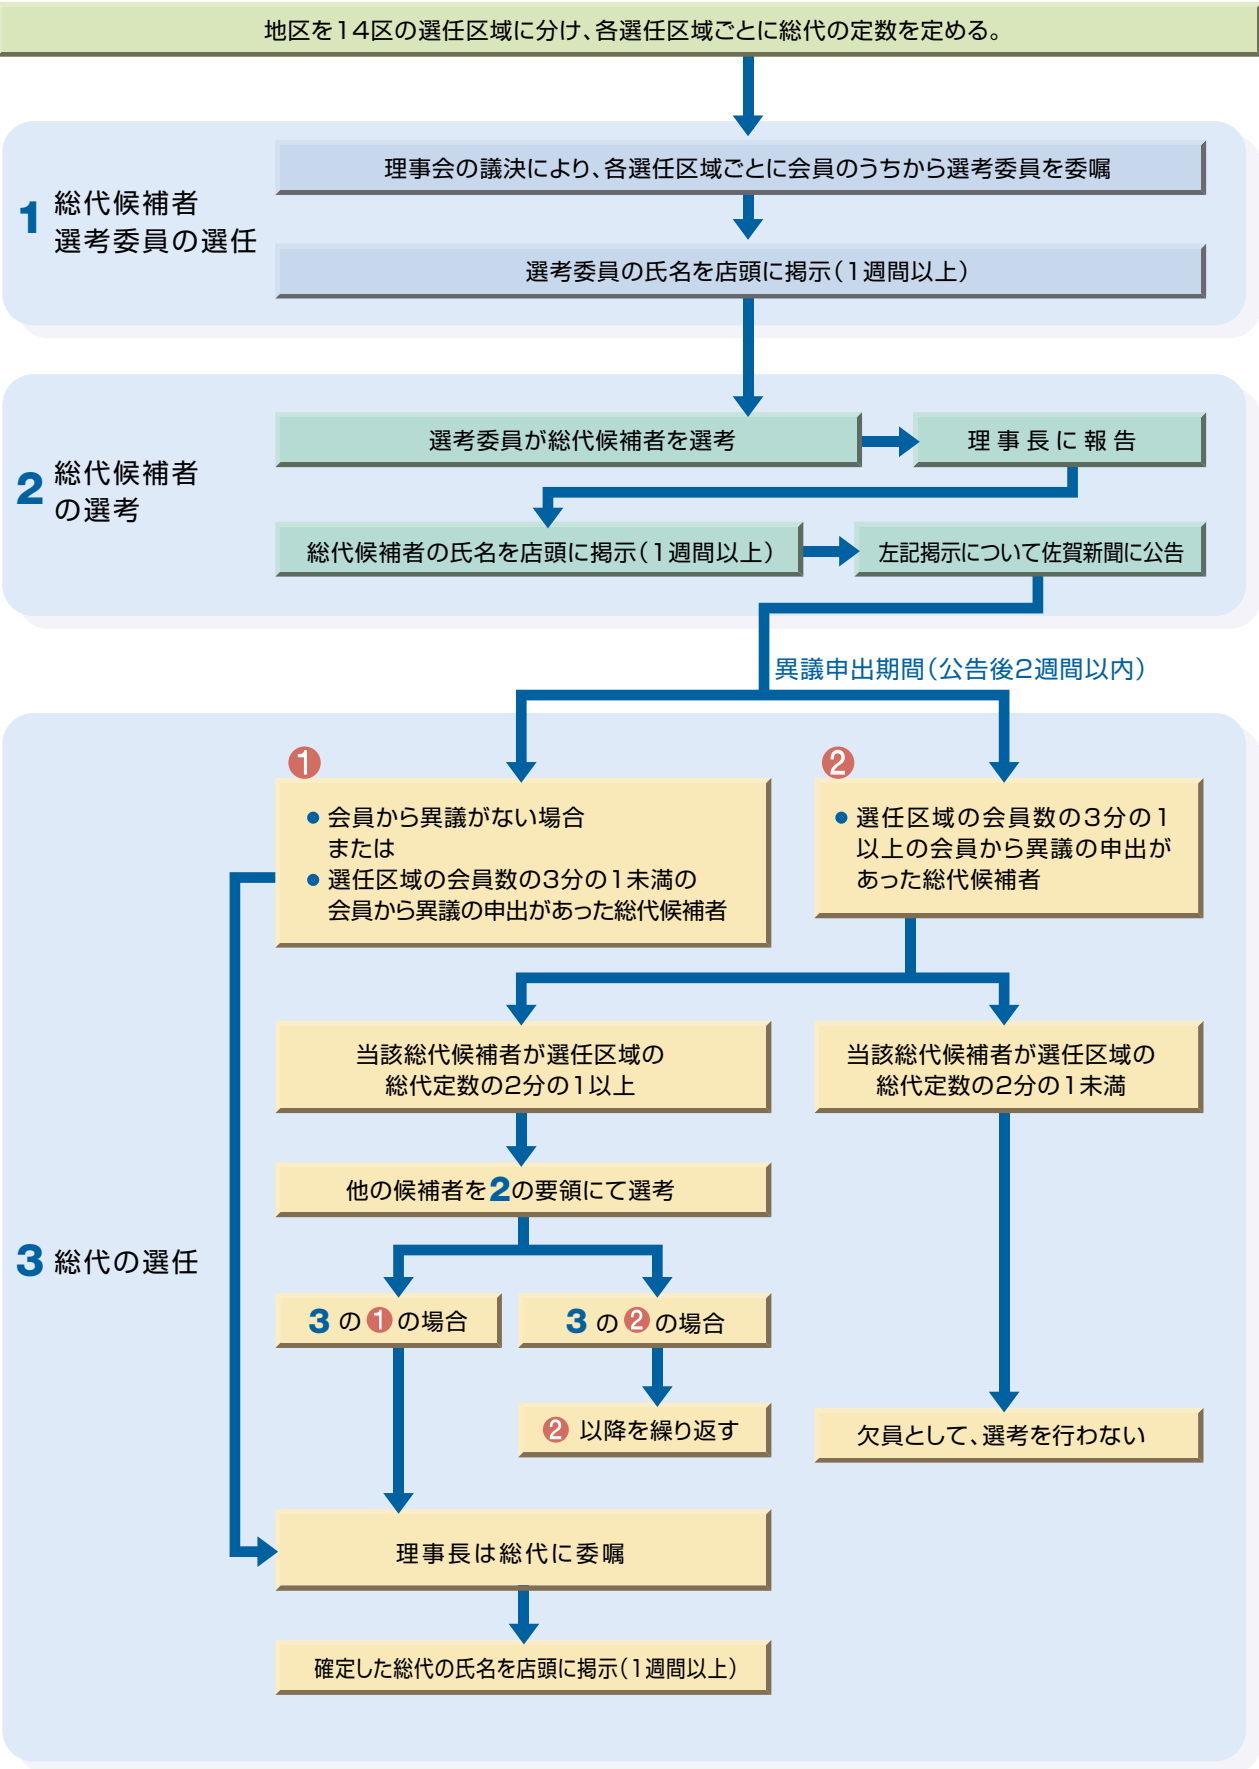 地区を14区の選任区域に分け、各選任区域ごとに総代の定数を定める。
1 総代候補者
選考委員の選任
理事会の議決により、各選任区域ごとに会員のうちから選考委員を委嘱
選考委員の氏名を店頭に掲示(1週間以上)
2 総代候補者
の選考
選考委員が総代候補者を選考
理事長に報告
総代候補者の氏名を店頭に掲示(1週間以上)
左記掲示について佐賀新聞に公告
異議申出期間(公告後2週間以内)
3 総代の選任
❶
● 会員から異議がない場合
または
● 選任区域の会員数の3分の1未満の
会員から異議の申出があった総代候補者
❷
● 選任区域の会員数の3分の1
以上の会員から異議の申出が
あった総代候補者
当該総代候補者が選任区域の
総代定数の2分の1以上
当該総代候補者が選任区域の
総代定数の2分の1未満
他の候補者を2の要領にて選考
3 の ❶ の場合
3 の ❷ の場合
❷ 以降を繰り返す
欠員として、選考を行わない
理事長は総代に委嘱
確定した総代の氏名を店頭に掲示(1週間以上)